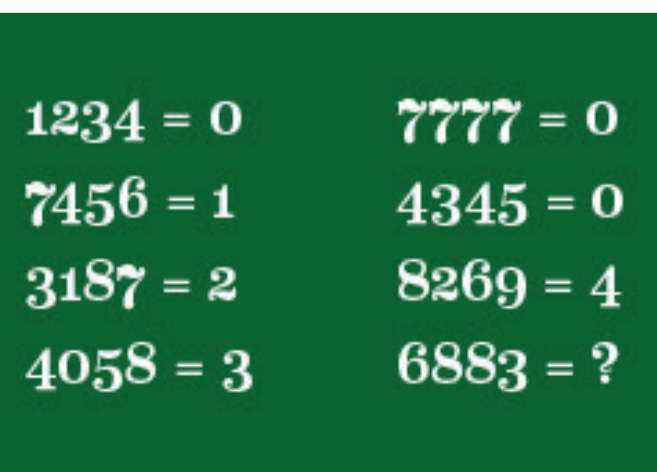 1234 = 0
7456 = 1
3187 = 2
4058 = 3
7777 = 0
4345 = 0
8269 = 4
6883 = ?